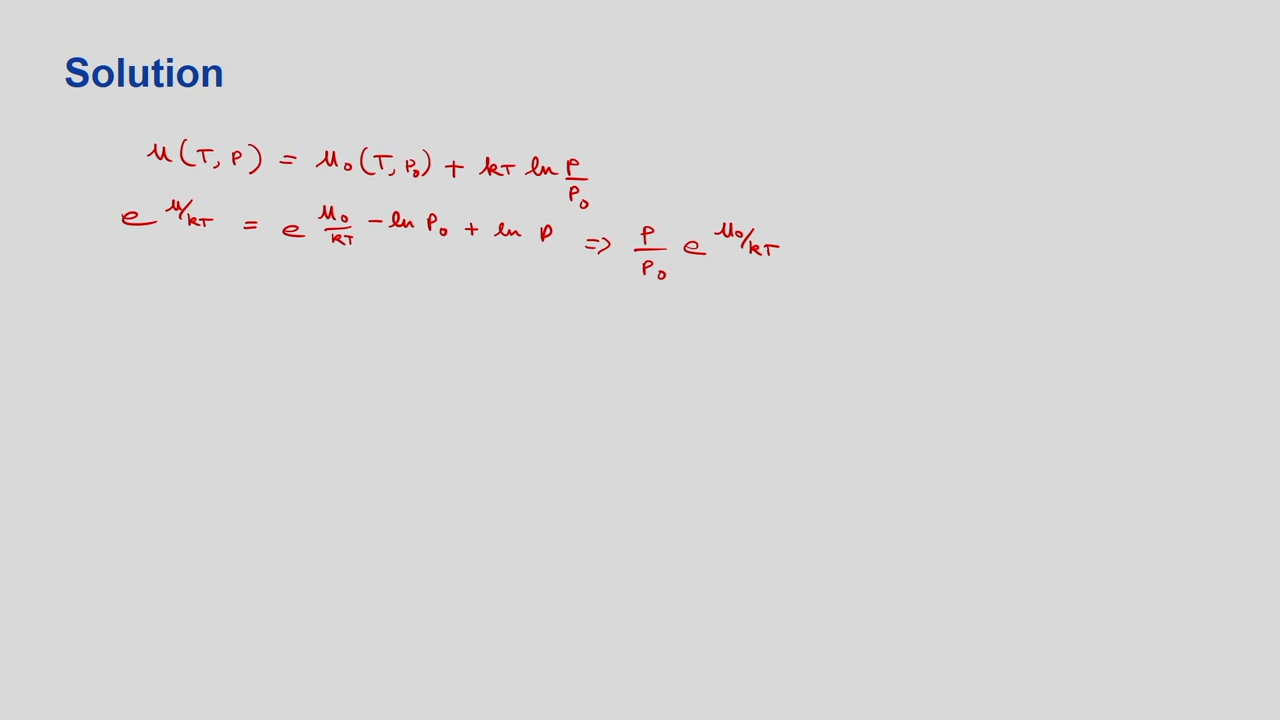 Solution
μ(T, P) = μ₀(T, P₀) + kT ln P/P₀
e^{μ/kT} = e^{μ₀/kT - ln P₀ + ln P} => P/P₀ e^{μ₀/kT}